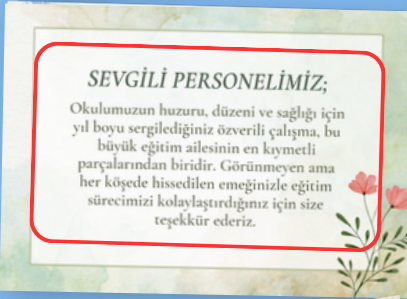 SEVGİLİ PERSONELİMİZ;
Okulumuzun huzuru, düzeni ve sağlığı için
yıl boyu sergilediğiniz özverili çalışma, bu
büyük eğitim ailesinin en kıymetli
parçalarından biridir. Görünmeyen ama
her köşede hissedilen emeğinizle eğitim
sürecimizi kolaylaştırdığınız için size
teşekkür ederiz.